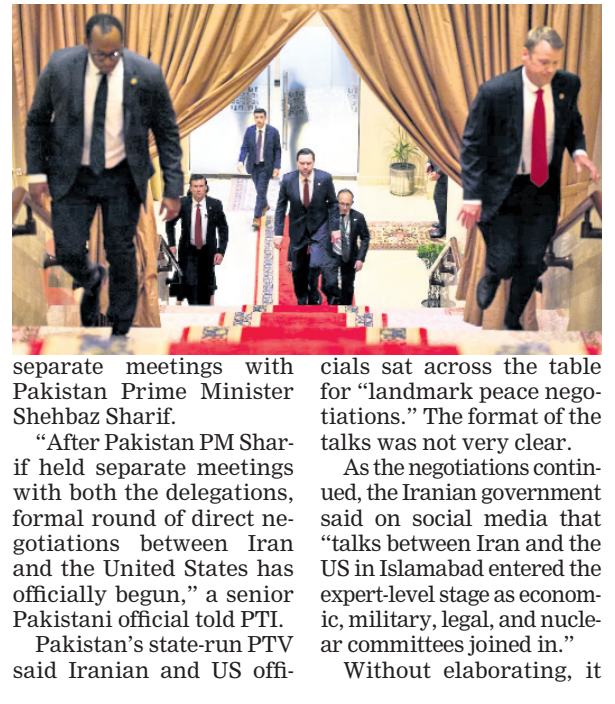 separate meetings with
Pakistan Prime Minister
Shehbaz Sharif.
“After Pakistan PM Shar-
if held separate meetings
with both the delegations,
formal round of direct ne-
gotiations between Iran
and the United States has
officially begun,” a senior
Pakistani official told PTI.
Pakistan’s state-run PTV
said Iranian and US offi-
cials sat across the table
for “landmark peace nego-
tiations.” The format of the
talks was not very clear.
As the negotiations contin-
ued, the Iranian government
said on social media that
“talks between Iran and the
US in Islamabad entered the
expert-level stage as econom-
ic, military, legal, and nucle-
ar committees joined in.”
Without elaborating, it